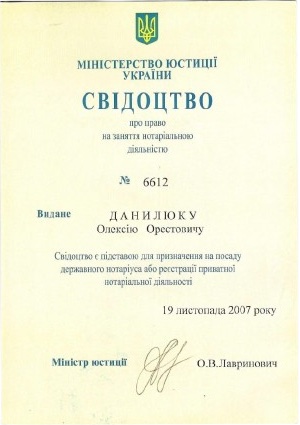 МІНІСТЕРСТВО ЮСТИЦІЇ
УКРАЇНИ
СВІДОЦТВО
про право
на заняття нотаріальною
діяльністю
№ 6612
Видане ДАНИЛЮКУ
Олексію Орестовичу
Свідоцтво є підставою для призначення на посаду
державного нотаріуса або реєстрації приватної
нотаріальної діяльності
19 листопада 2007 року
Міністр юстиції О.В.Лавринович